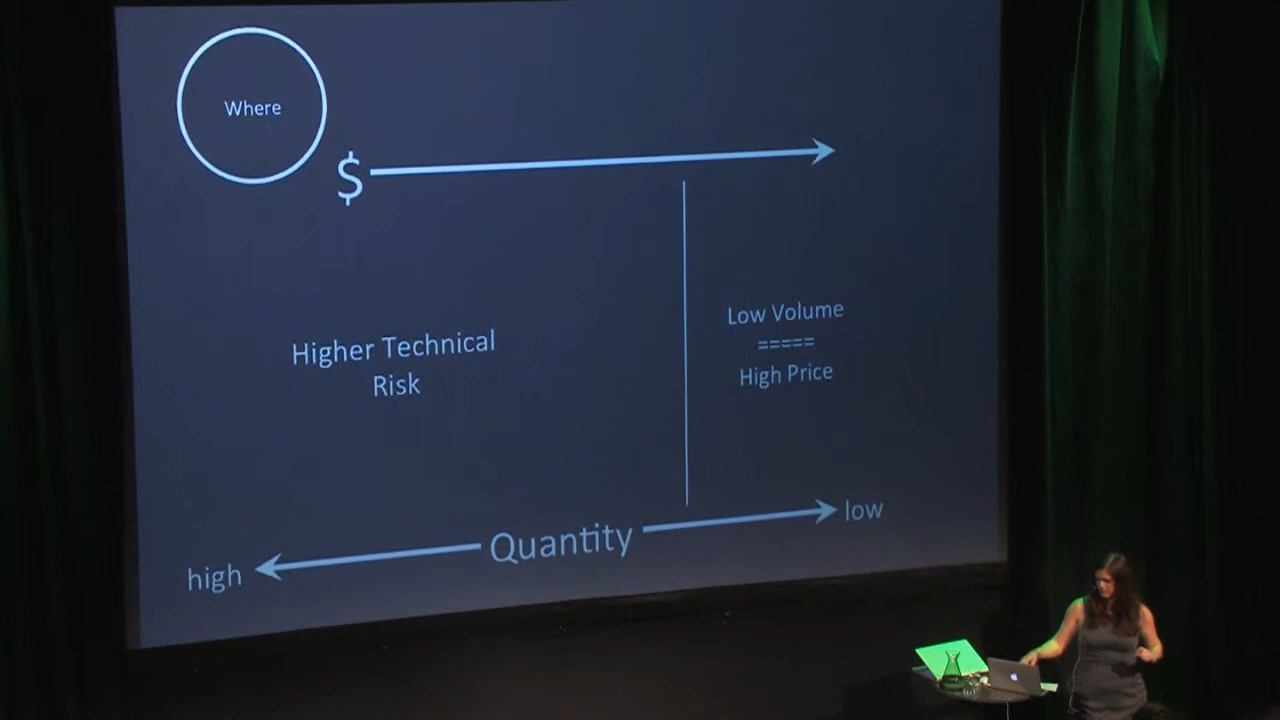 Where
$
Higher Technical
Risk
Low Volume
=====
High Price
high
Quantity
low